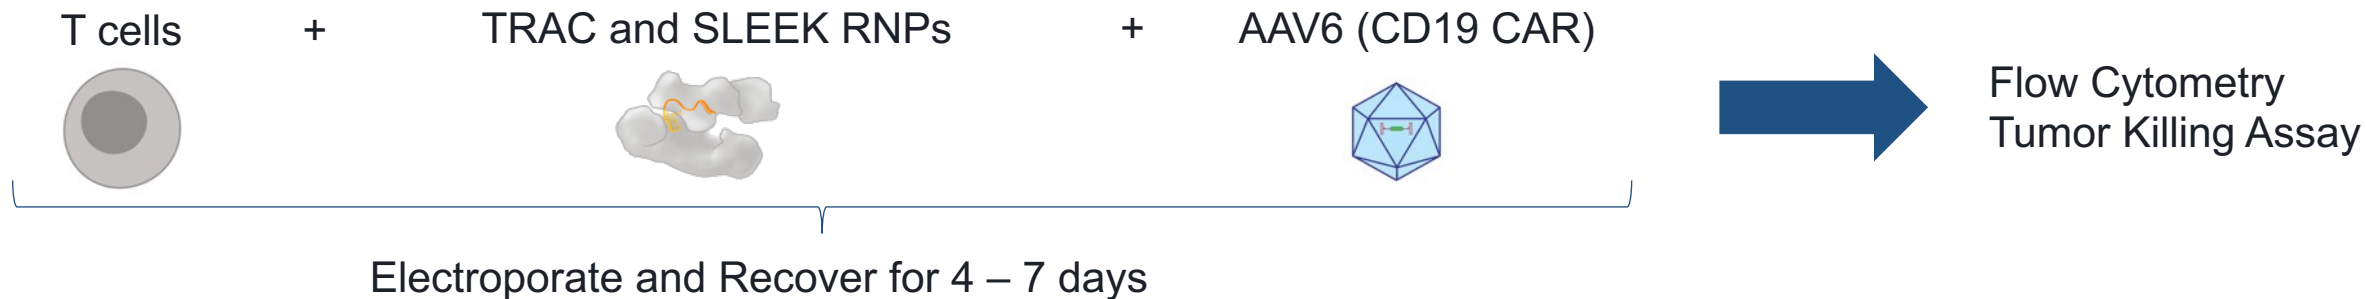 T cells + TRAC and SLEEK RNPs + AAV6 (CD19 CAR)
Flow Cytometry
Tumor Killing Assay
Electroporate and Recover for 4 – 7 days